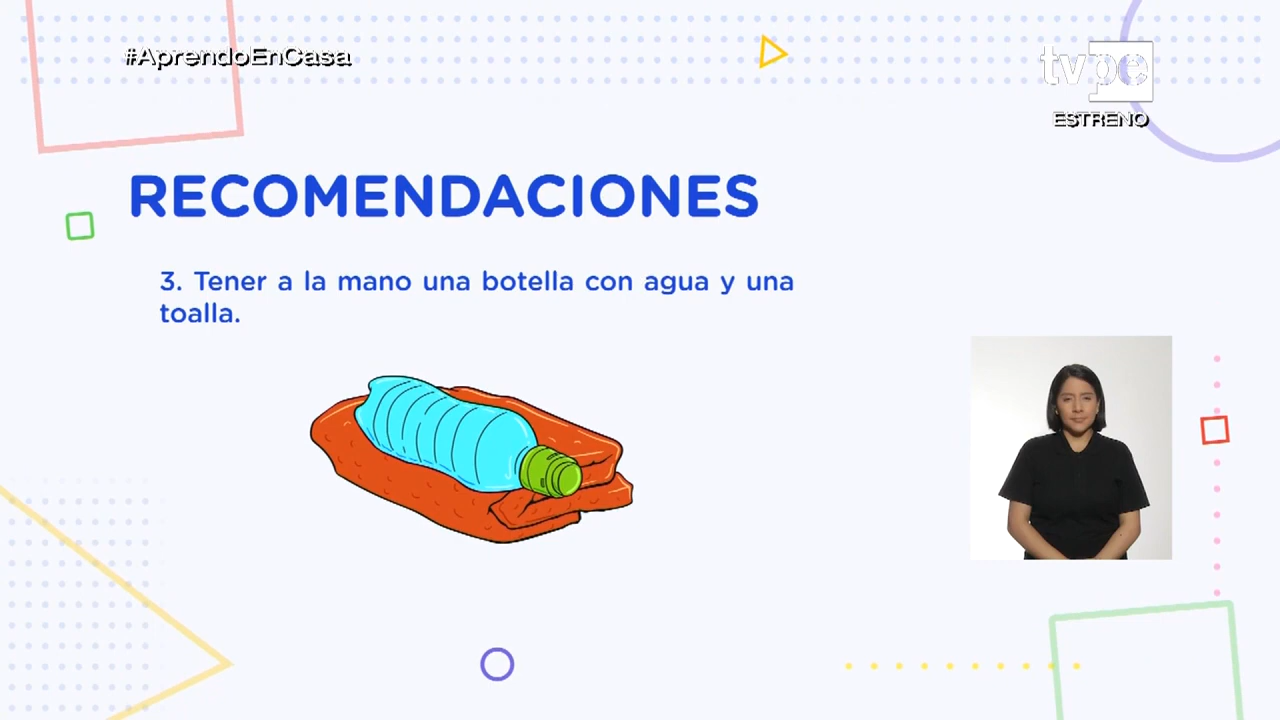 #AprendoEnCasa
tvpe
ESTRENO
RECOMENDACIONES
3. Tener a la mano una botella con agua y una
toalla.